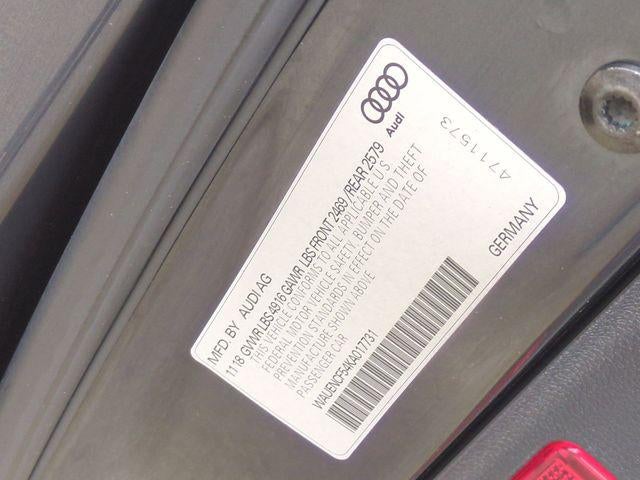 Audi
A711573
MFD BY AUDI AG
11 18 GVWR LBS 4916 GAWR LBS FRONT 2469 /REAR 2579
THIS VEHICLE CONFORMS TO ALL APPLICABLE U S
FEDERAL MOTOR VEHICLE SAFETY, BUMPER AND THEFT
PREVENTION STANDARDS IN EFFECT ON THE DATE OF
MANUFACTURE, SHOWN ABOVE
PASSENGER CAR
GERMANY
WAUENCF54KA017731